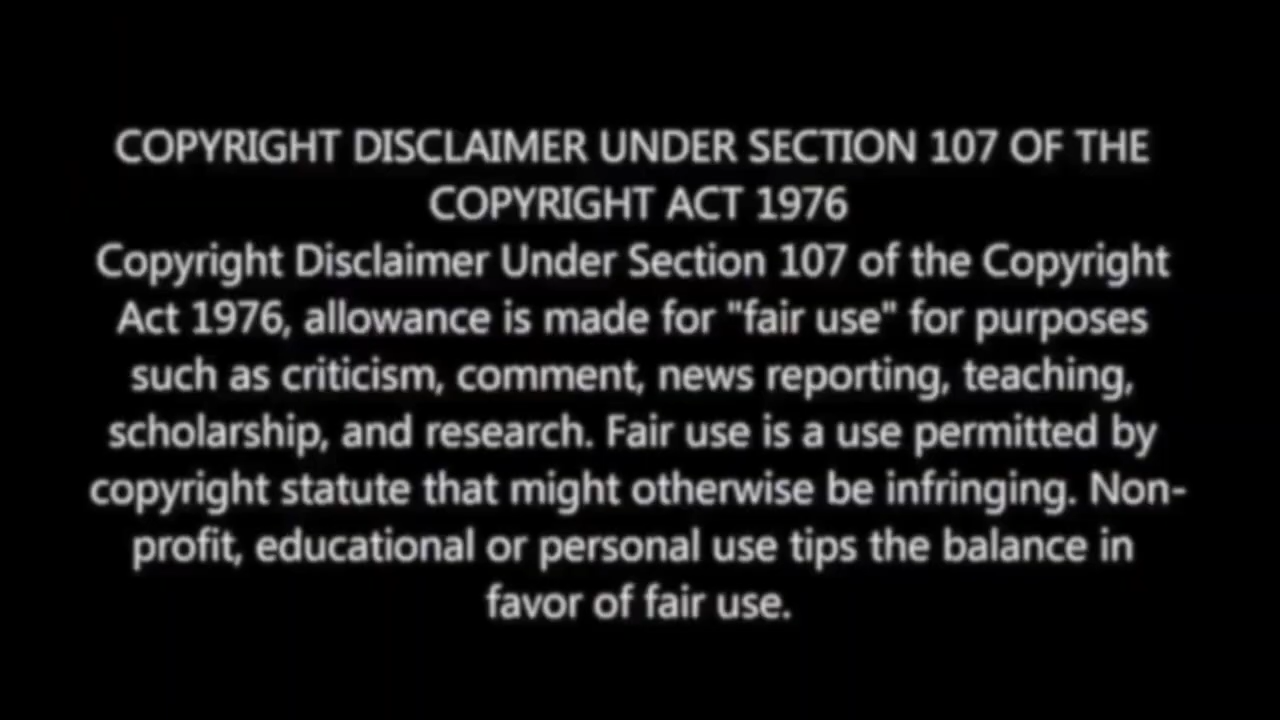 COPYRIGHT DISCLAIMER UNDER SECTION 107 OF THE
COPYRIGHT ACT 1976
Copyright Disclaimer Under Section 107 of the Copyright
Act 1976, allowance is made for "fair use" for purposes
such as criticism, comment, news reporting, teaching,
scholarship, and research. Fair use is a use permitted by
copyright statute that might otherwise be infringing. Non-
profit, educational or personal use tips the balance in
favor of fair use.